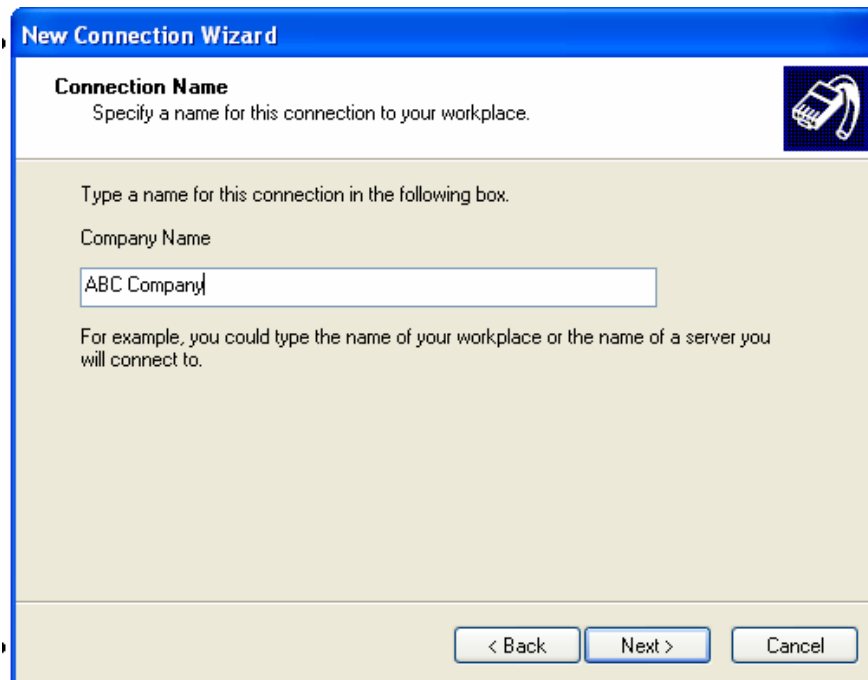 New Connection Wizard
Connection Name
Specify a name for this connection to your workplace.
Type a name for this connection in the following box.
Company Name
ABC Company
For example, you could type the name of your workplace or the name of a server you
will connect to.
< Back Next > Cancel